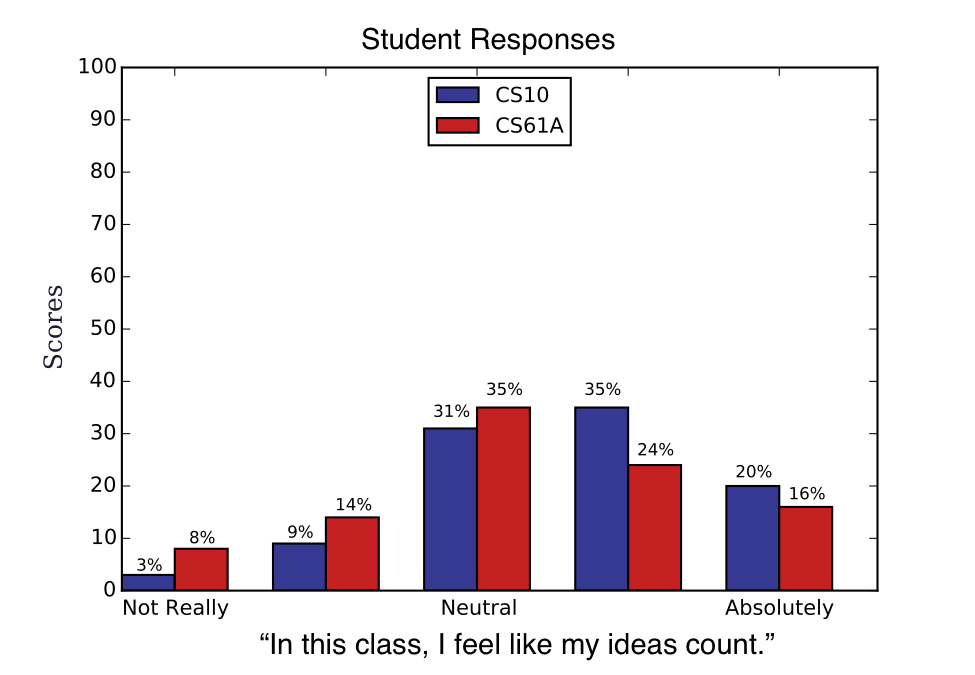 Student Responses
100
90
80
70
60
50
40
30
20
10
0
Scores
CS10
CS61A
3%
8%
9%
14%
31%
35%
35%
24%
20%
16%
Not Really
Neutral
Absolutely
“In this class, I feel like my ideas count.”